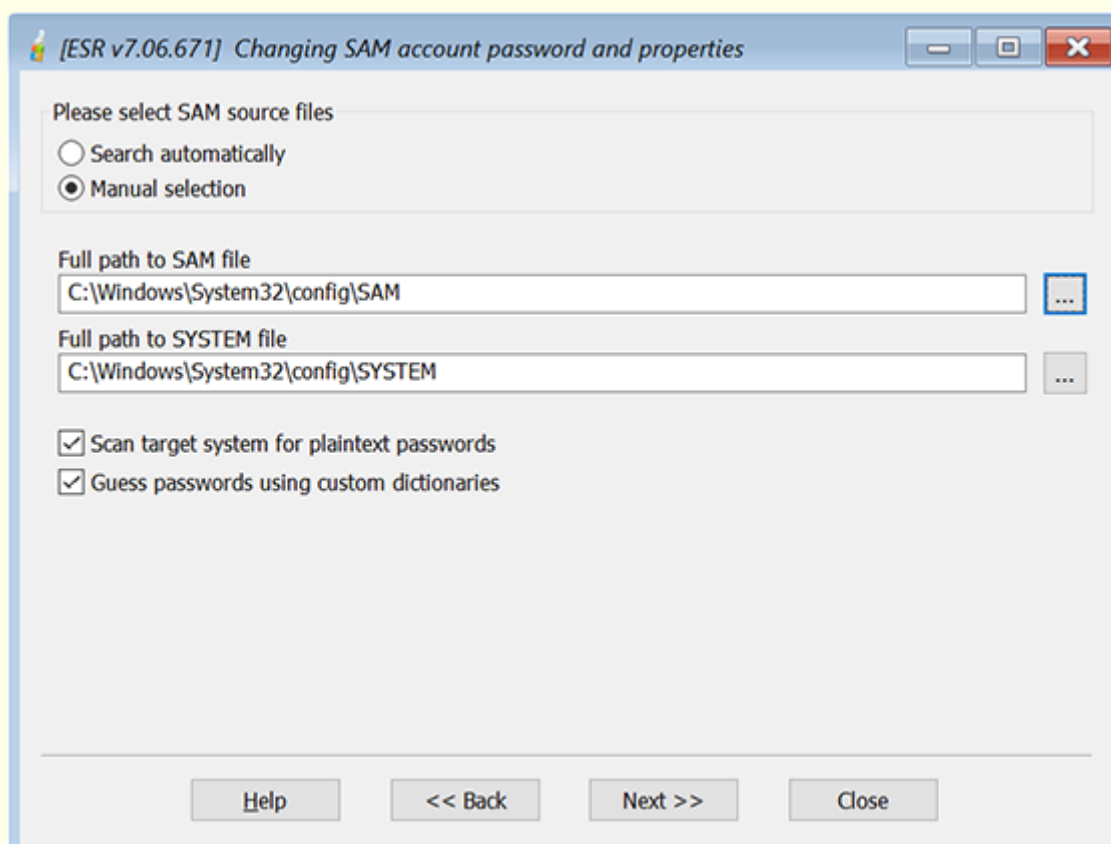 [ESR v7.06.671] Changing SAM account password and properties
Please select SAM source files
Search automatically
Manual selection
Full path to SAM file
C:\Windows\System32\config\SAM
...
Full path to SYSTEM file
C:\Windows\System32\config\SYSTEM
...
Scan target system for plaintext passwords
Guess passwords using custom dictionaries
Help << Back Next >> Close